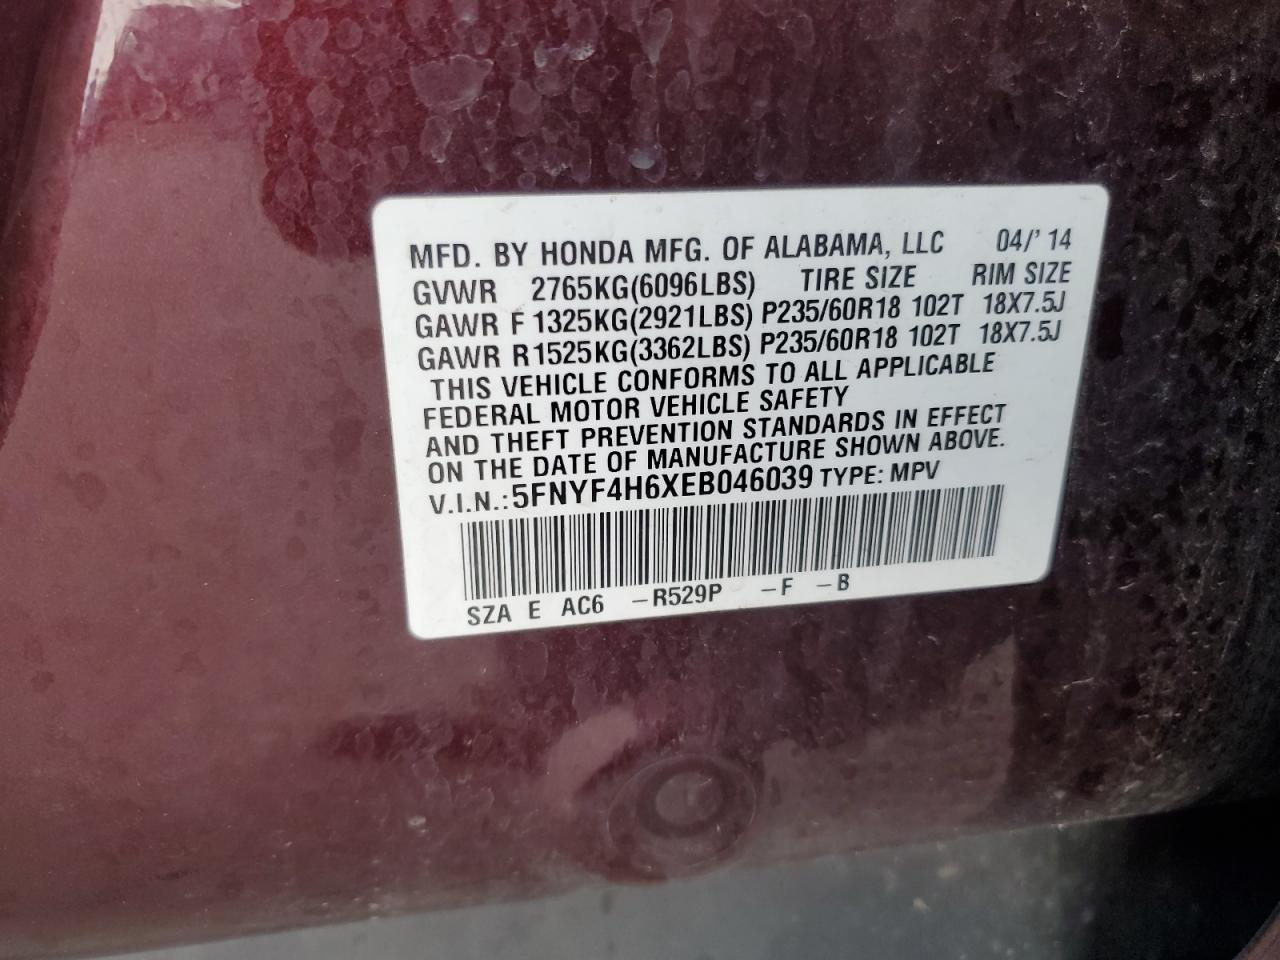 MFD. BY HONDA MFG. OF ALABAMA, LLC 04/'14
GVWR 2765KG(6096LBS) TIRE SIZE RIM SIZE
GAWR F 1325KG(2921LBS) P235/60R18 102T 18X7.5J
GAWR R1525KG(3362LBS) P235/60R18 102T 18X7.5J
THIS VEHICLE CONFORMS TO ALL APPLICABLE
FEDERAL MOTOR VEHICLE SAFETY
AND THEFT PREVENTION STANDARDS IN EFFECT
ON THE DATE OF MANUFACTURE SHOWN ABOVE.
V.I.N.:5FNYF4H6XEB046039 TYPE: MPV
SZA E AC6 –R529P –F –B